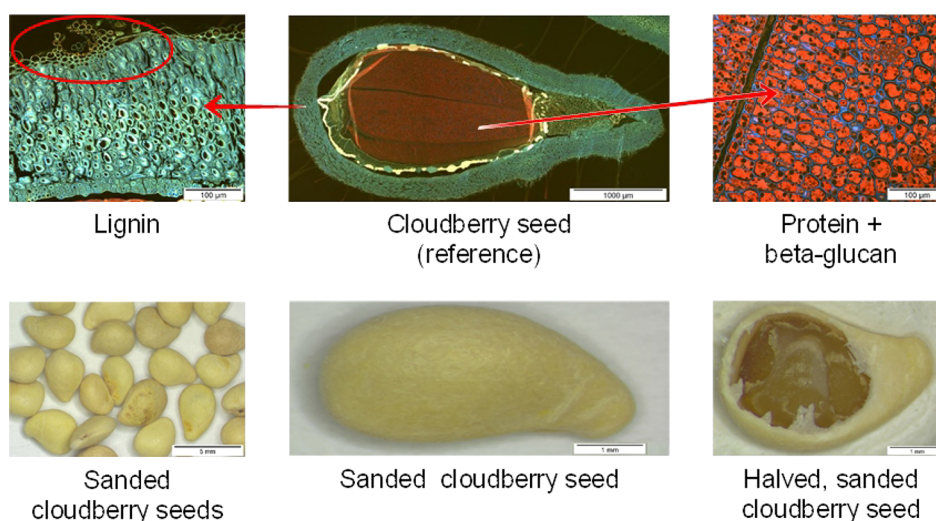 100 µm
1000 µm
100 µm
Lignin
Cloudberry seed
(reference)
Protein +
beta-glucan
5 mm
1 mm
1 mm
Sanded
cloudberry seeds
Sanded cloudberry seed
Halved, sanded
cloudberry seed